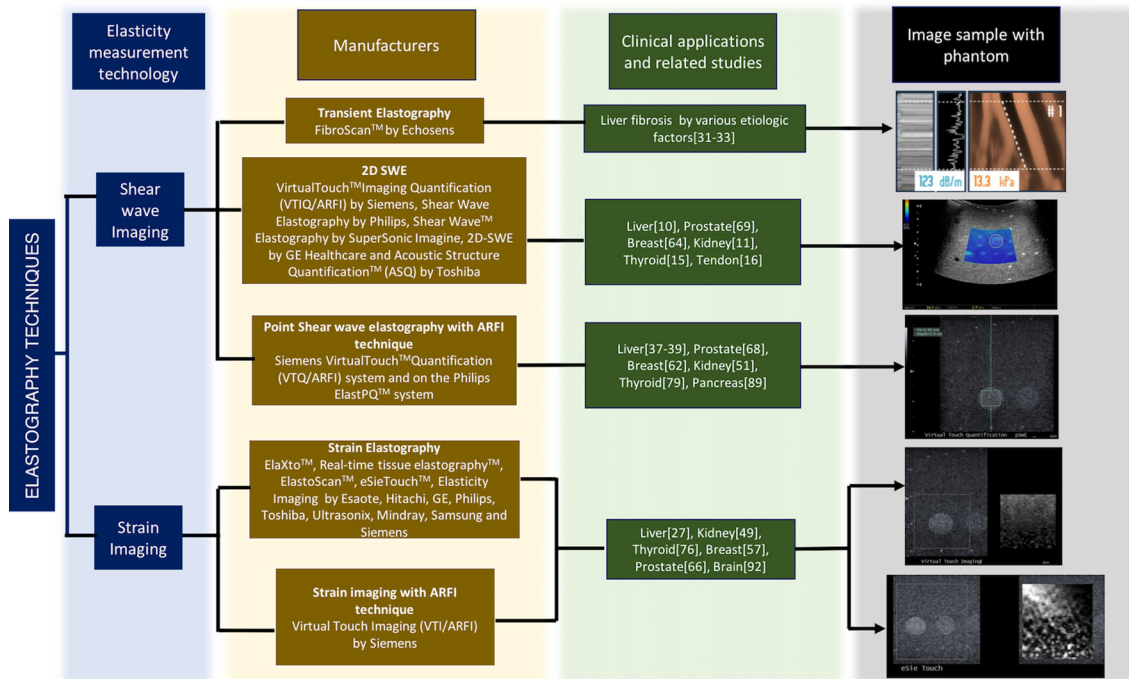 Elasticity
measurement
technology
Manufacturers
Clinical applications
and related studies
Image sample with
phantom
ELASTOGRAPHY TECHNIQUES
Shear
wave
Imaging
Transient Elastography
FibroScan™ by Echosens
Liver fibrosis by various etiologic
factors[31-33]
#1
123 dB/m
13.3 kPa
2D SWE
VirtualTouch™Imaging Quantification
(VTIQ/ARFI) by Siemens, Shear Wave
Elastography by Philips, Shear Wave™
Elastography by SuperSonic Imagine, 2D-SWE
by GE Healthcare and Acoustic Structure
Quantification™ (ASQ) by Toshiba
Liver[10], Prostate[69],
Breast[64], Kidney[11],
Thyroid[15], Tendon[16]
Point Shear wave elastography with ARFI
technique
Siemens VirtualTouch™Quantification
(VTQ/ARFI) system and on the Philips
ElastPQ™ system
Liver[37-39], Prostate[68],
Breast[62], Kidney[51],
Thyroid[79], Pancreas[89]
Virtual Touch Quantification pSWE
Strain
Imaging
Strain Elastography
ElaXto™, Real-time tissue elastography™,
ElastoScan™, eSieTouch™, Elasticity
Imaging by Esaote, Hitachi, GE, Philips,
Toshiba, Ultrasonix, Mindray, Samsung and
Siemens
Strain imaging with ARFI
technique
Virtual Touch Imaging (VTI/ARFI)
by Siemens
Liver[27], Kidney[49],
Thyroid[76], Breast[57],
Prostate[66], Brain[92]
Virtual Touch Imaging
eSie Touch